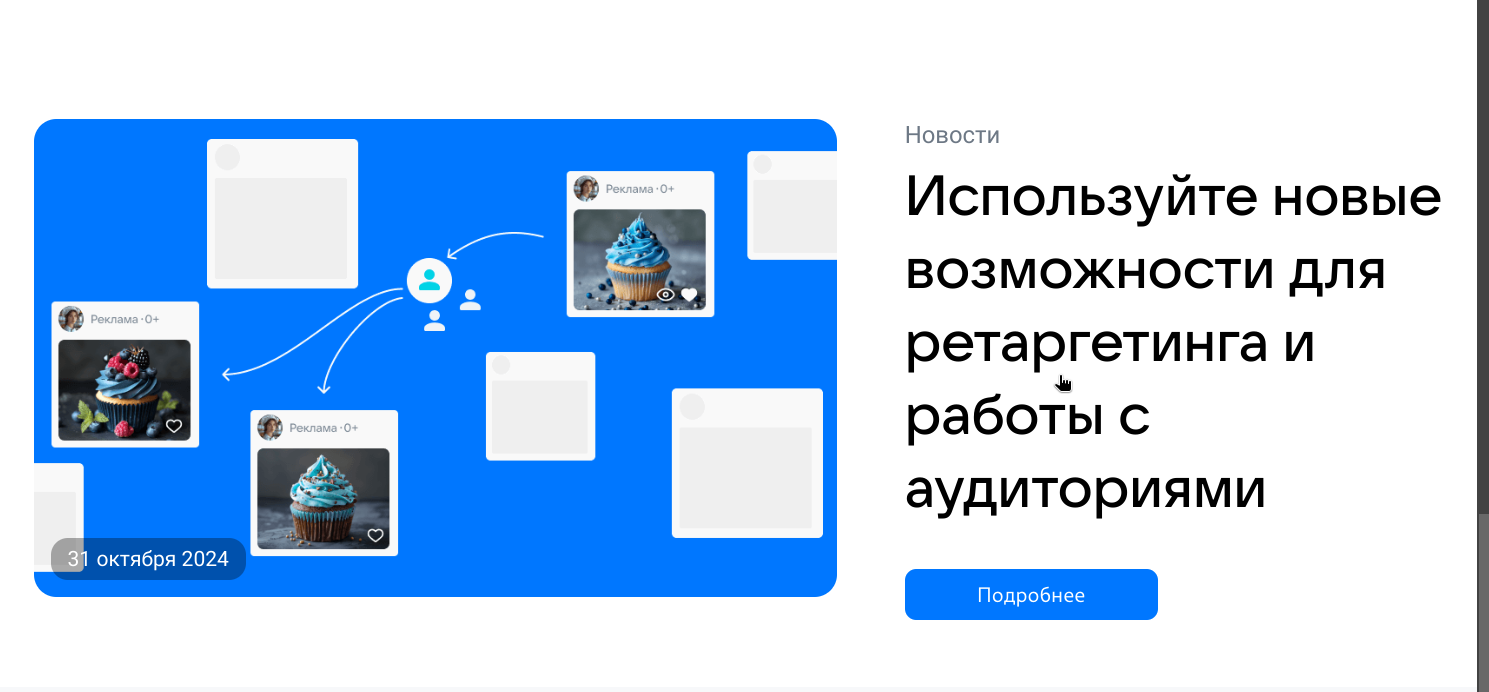 Реклама · 0+
Реклама · 0+
Реклама · 0+
31 октября 2024
Новости
Используйте новые
возможности для
ретаргетинга и
работы с
аудиториями
Подробнее